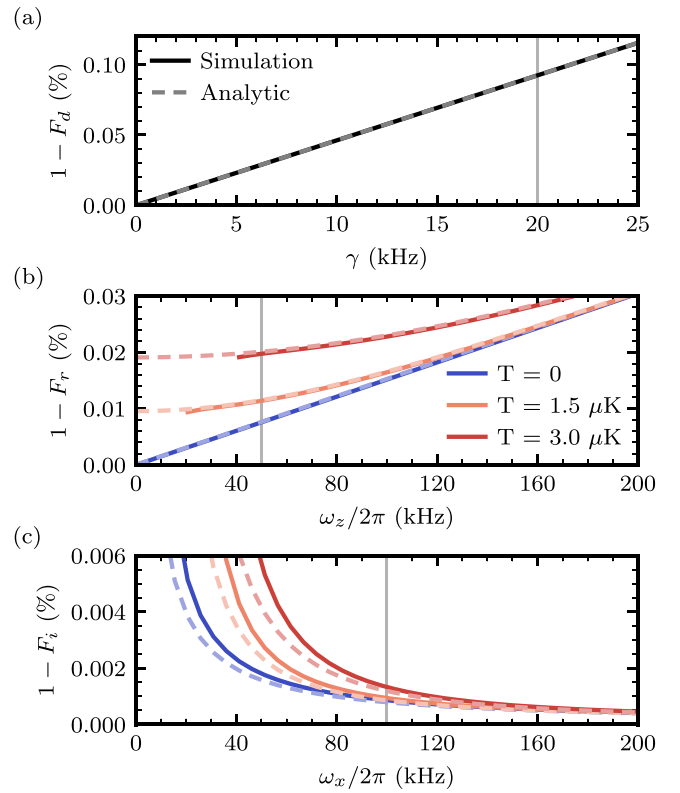 (a)
0.10
0.05
0.00
1 − F_d (%)
Simulation
Analytic
0 5 10 15 20 25
γ (kHz)
(b)
0.03
0.02
0.01
0.00
1 − F_r (%)
T = 0
T = 1.5 μK
T = 3.0 μK
0 40 80 120 160 200
ω_z/2π (kHz)
(c)
0.006
0.004
0.002
0.000
1 − F_i (%)
0 40 80 120 160 200
ω_x/2π (kHz)